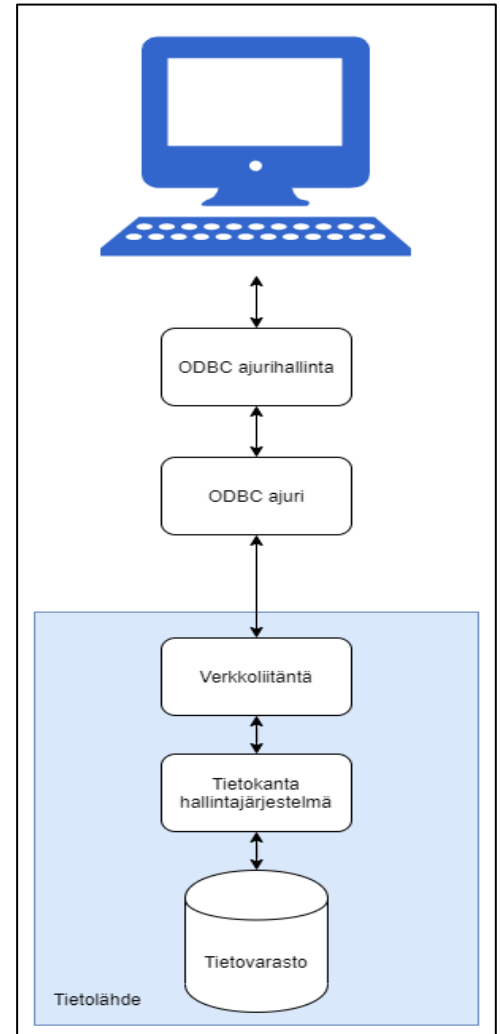 ODBC ajurihallinta
ODBC ajuri
Verkkoliitäntä
Tietokanta
hallintajärjestelmä
Tietovarasto
Tietolähde